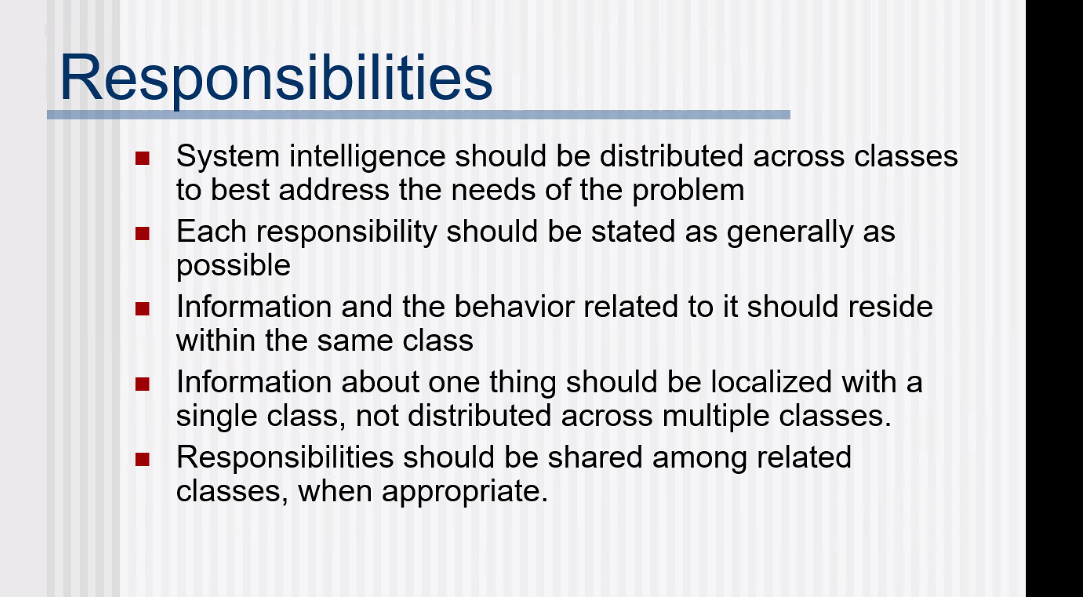 Responsibilities
System intelligence should be distributed across classes
to best address the needs of the problem
Each responsibility should be stated as generally as
possible
Information and the behavior related to it should reside
within the same class
Information about one thing should be localized with a
single class, not distributed across multiple classes.
Responsibilities should be shared among related
classes, when appropriate.